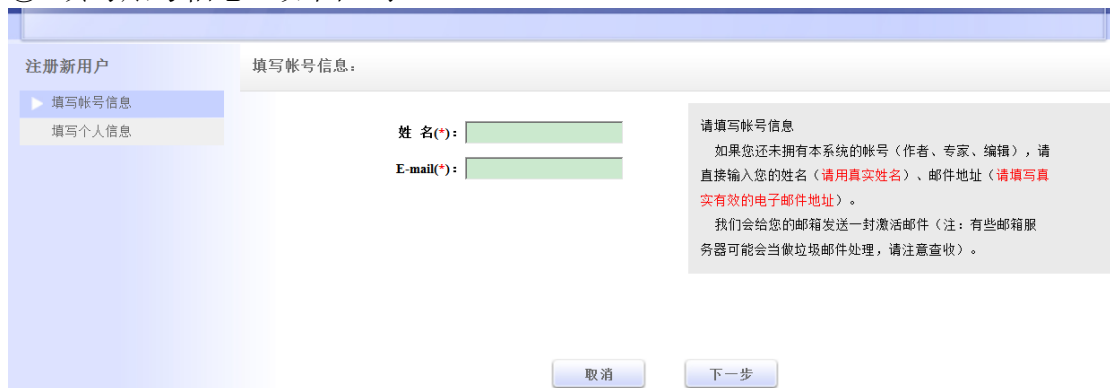 注册新用户
填写帐号信息
填写个人信息
填写帐号信息：
姓 名(*)：
E-mail(*)：
请填写帐号信息
如果您还未拥有本系统的帐号（作者、专家、编辑），请
直接输入您的姓名（请用真实姓名）、邮件地址（请填写真
实有效的电子邮件地址）。
我们会给您的邮箱发送一封激活邮件（注：有些邮箱服
务器可能会当做垃圾邮件处理，请注意查收）。
取消
下一步